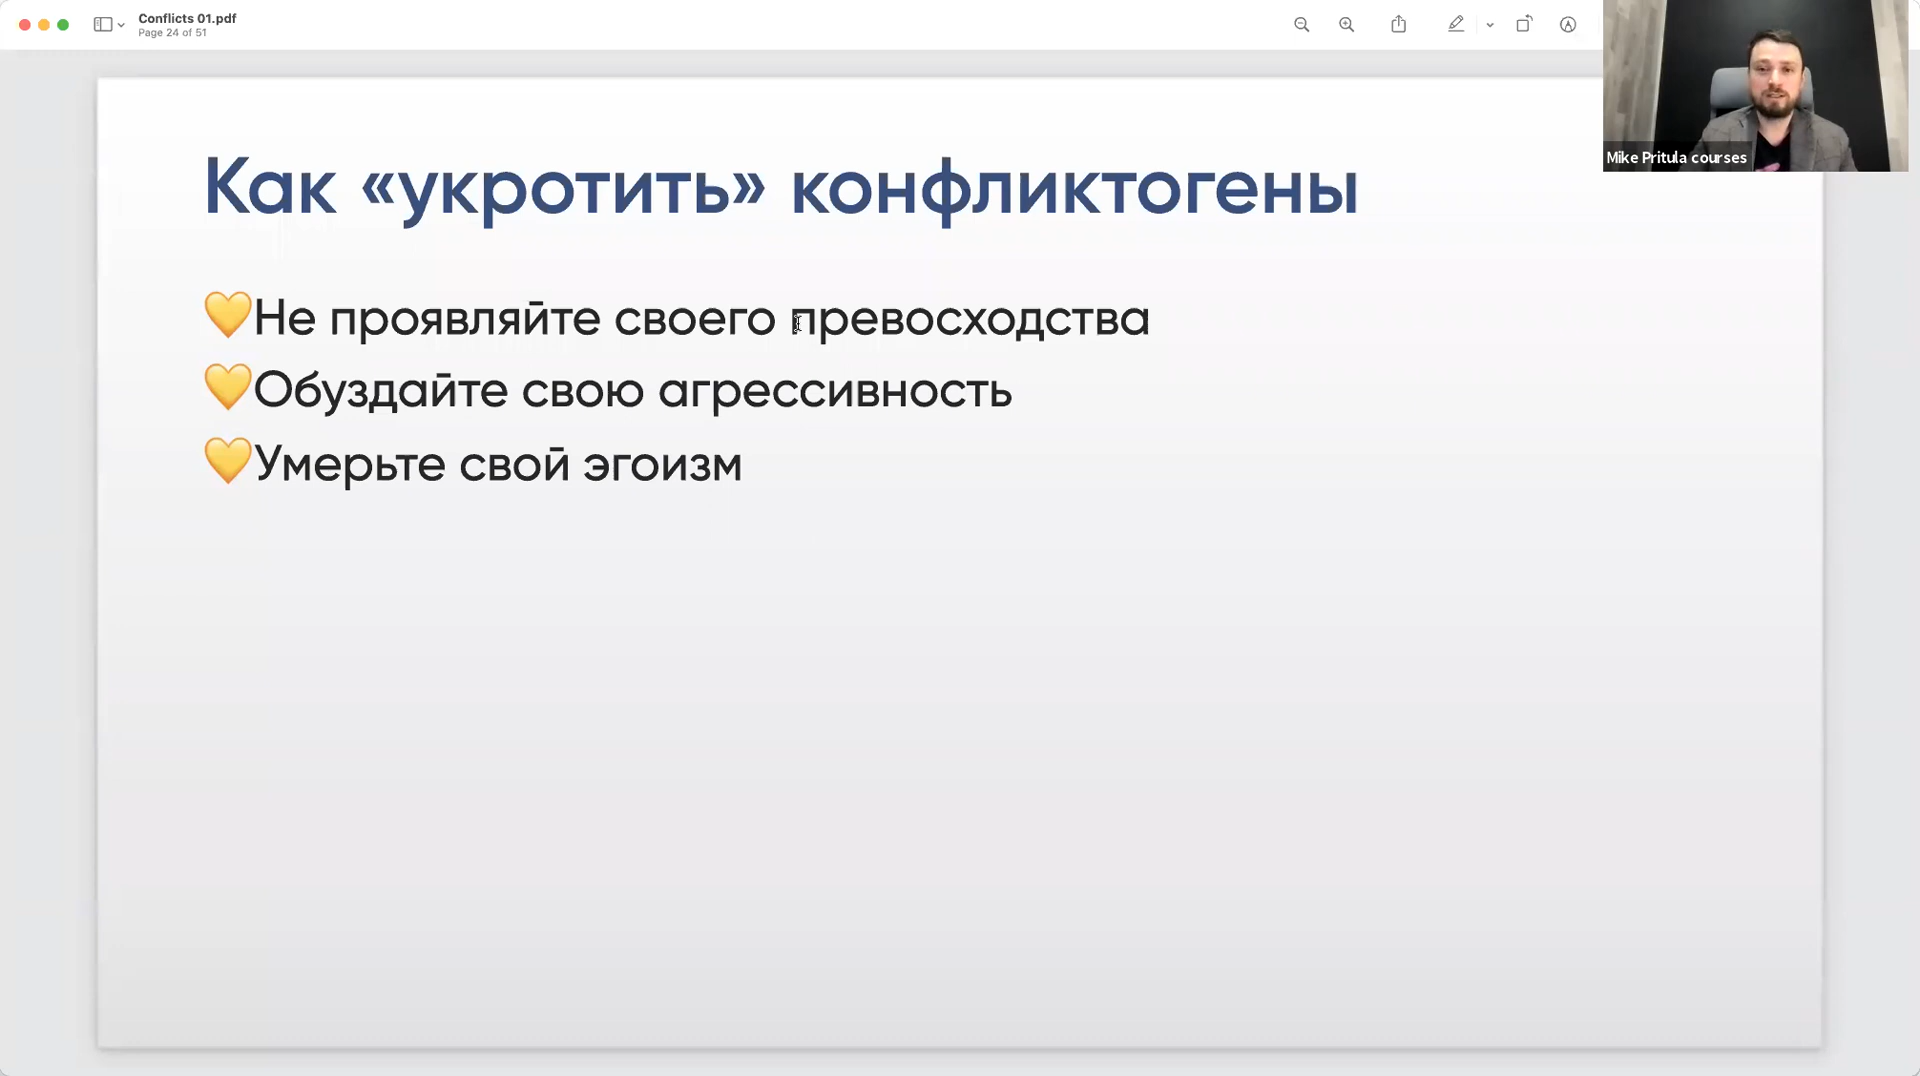 Conflicts 01.pdf
Page 24 of 51
Mike Pritula courses
Как «укротить» конфликтогены
💛Не проявляйте своего превосходства
💛Обуздайте свою агрессивность
💛Умерьте свой эгоизм